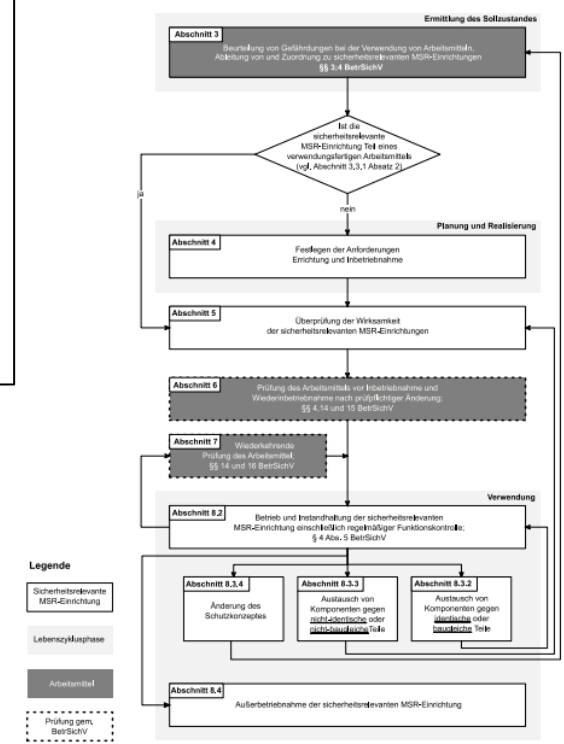 Ermittlung des Sollzustandes
Abschnitt 3
Beurteilung von Gefährdungen bei der Verwendung von Arbeitsmitteln,
Ableitung von und Zuordnung zu sicherheitsrelevanten MSR-Einrichtungen
§§ 3,4 BetrSichV
Ist die
sicherheitsrelevante
MSR-Einrichtung Teil eines
verwendungsfertigen Arbeitsmittels
(vgl. Abschnitt 3.3.1 Absatz 2)
ja
nein
Planung und Realisierung
Abschnitt 4
Festlegen der Anforderungen
Errichtung und Inbetriebnahme
Abschnitt 5
Überprüfung der Wirksamkeit
der sicherheitsrelevanten MSR-Einrichtungen
Abschnitt 6
Prüfung des Arbeitsmittels vor Inbetriebnahme und
Wiederinbetriebnahme nach prüfpflichtiger Änderung;
§§ 4,14 und 15 BetrSichV
Abschnitt 7
Wiederkehrende
Prüfung des Arbeitsmittel;
§§ 14 und 16 BetrSichV
Verwendung
Abschnitt 8.2
Betrieb und Instandhaltung der sicherheitsrelevanten
MSR-Einrichtung einschließlich regelmäßiger Funktionskontrolle;
§ 4 Abs. 5 BetrSichV
Abschnitt 8.3.4
Änderung des
Schutzkonzeptes
Abschnitt 8.3.3
Austausch von
Komponenten gegen
nicht-identische oder
nicht-baugleiche Teile
Abschnitt 8.3.2
Austausch von
Komponenten gegen
identische oder
baugleiche Teile
Abschnitt 8.4
Außerbetriebnahme der sicherheitsrelevanten MSR-Einrichtung
Legende
Sicherheitsrelevante
MSR-Einrichtung
Lebenszyklusphase
Arbeitsmittel
Prüfung gem.
BetrSichV